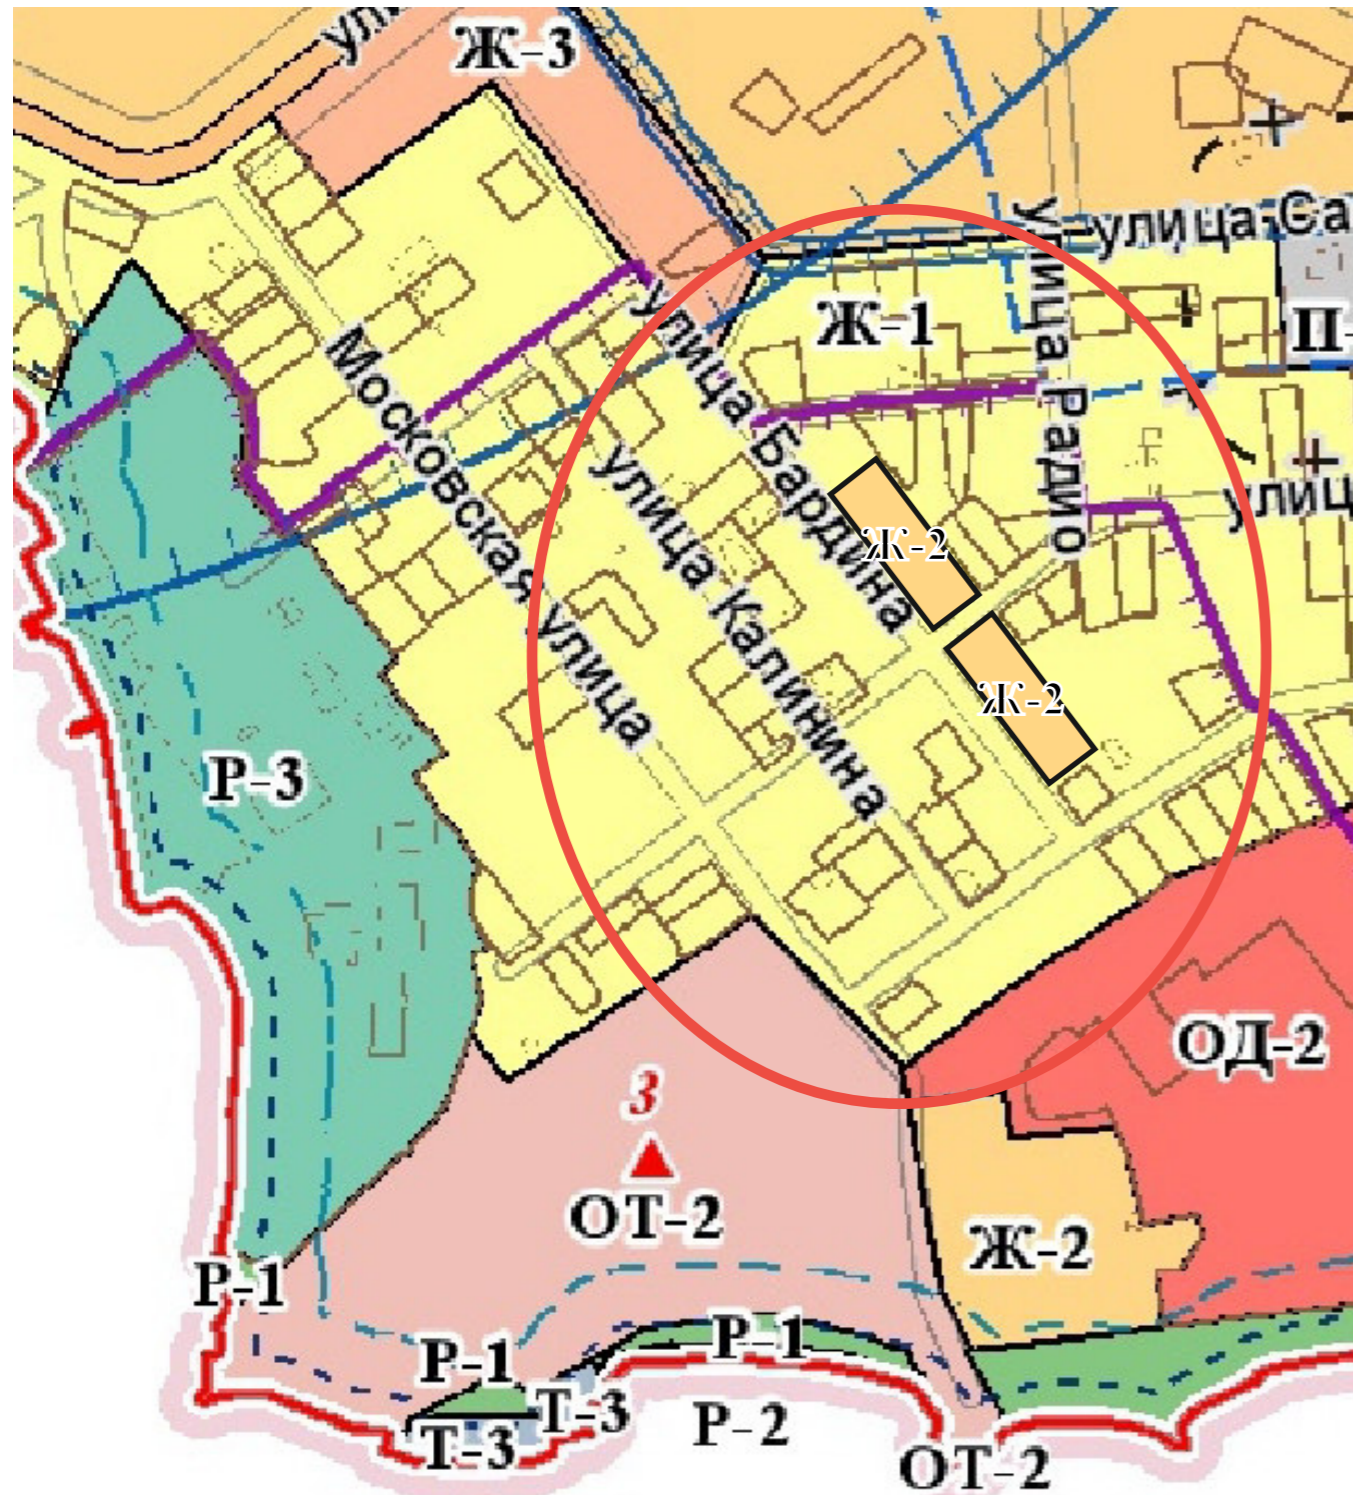 Ж-3
улица Са
улица Радио
Ж-1
П-
улица Бардина
Московская улица
улица Калинина
улиц
Ж-2
Ж-2
Р-3
ОД-2
3
ОТ-2
Ж-2
Р-1
Р-1
Р-1
Т-3
Т-3
Р-2
ОТ-2